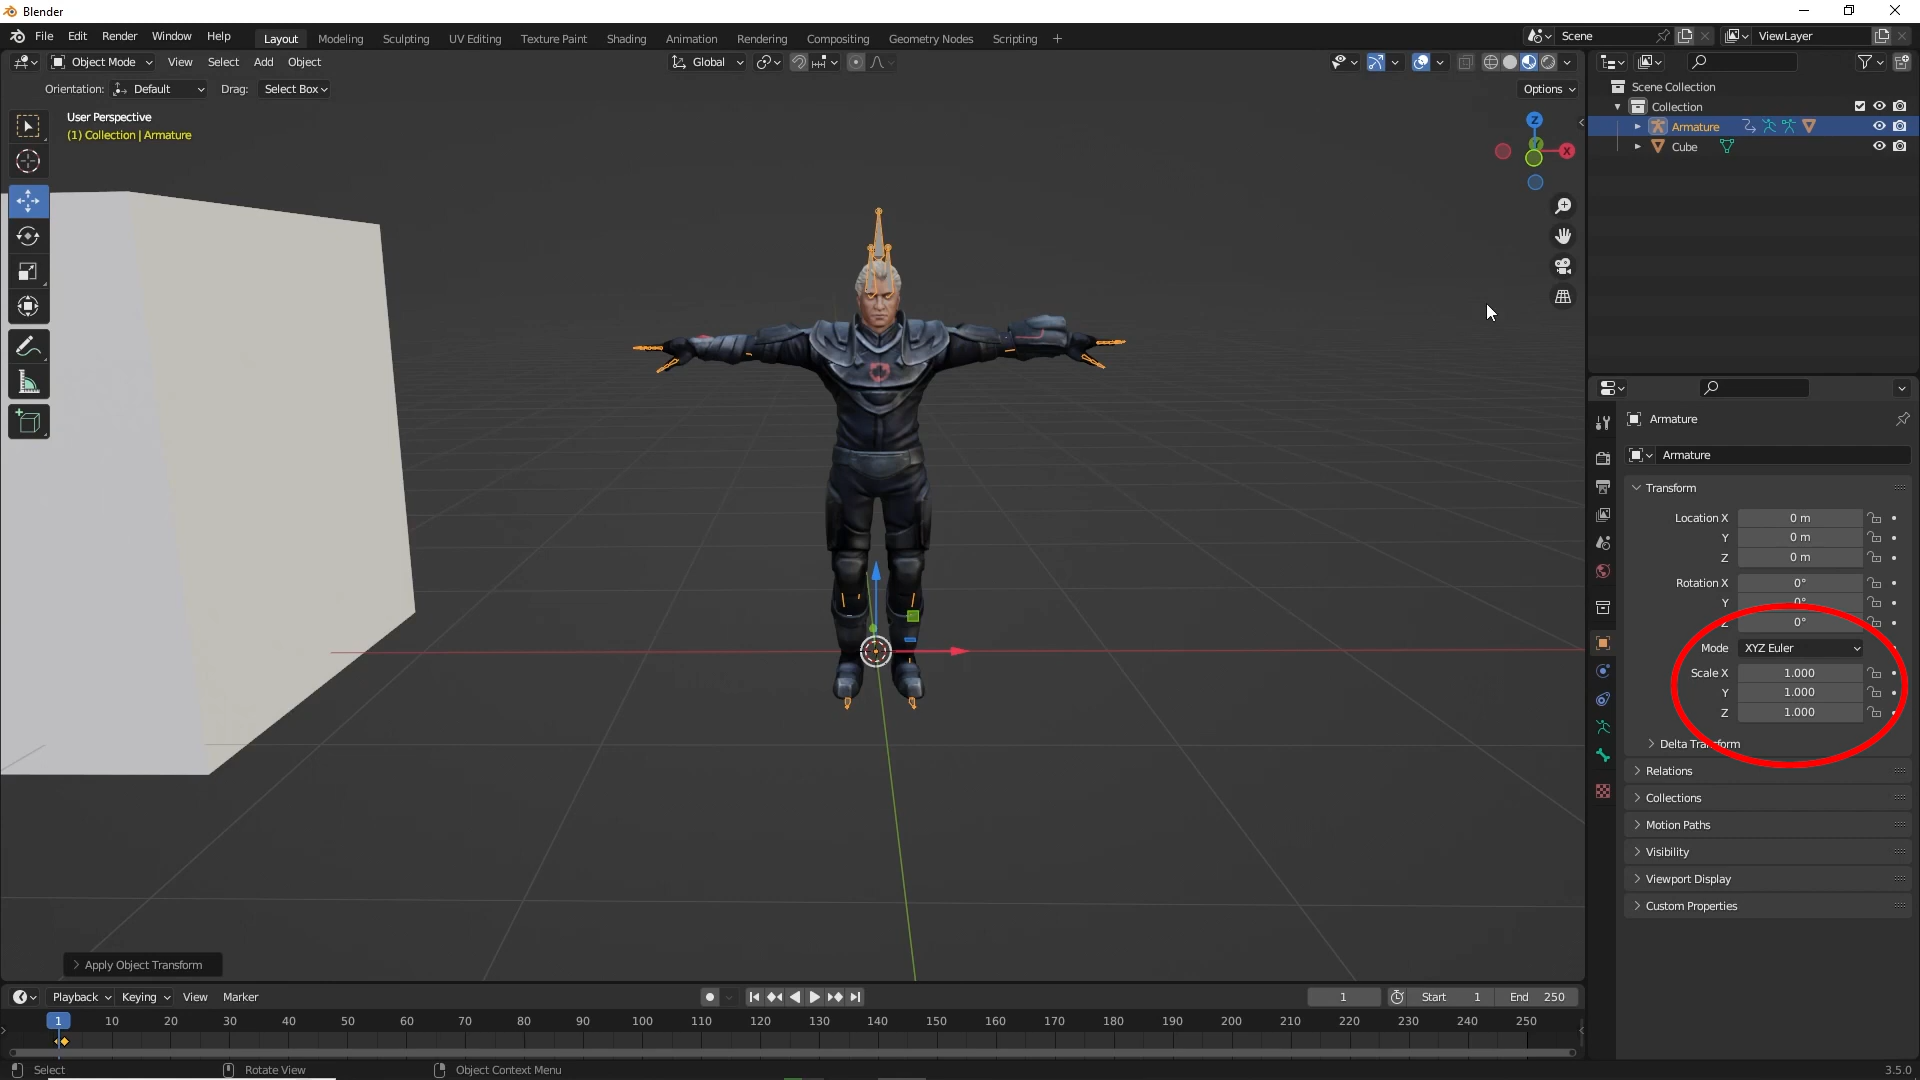 Blender
File Edit Render Window Help
Layout Modeling Sculpting UV Editing Texture Paint Shading Animation Rendering Compositing Geometry Nodes Scripting +
Scene
ViewLayer
Object Mode View Select Add Object
Global
Orientation: Default Drag: Select Box
Options
User Perspective
(1) Collection | Armature
Z
Y
X
Scene Collection
Collection
Armature
Cube
Armature
Armature
Transform
Location X 0 m
Y 0 m
Z 0 m
Rotation X 0°
Y 0°
Z 0°
Mode XYZ Euler
Scale X 1.000
Y 1.000
Z 1.000
Delta Transform
Relations
Collections
Motion Paths
Visibility
Viewport Display
Custom Properties
Apply Object Transform
Playback Keying View Marker
1 Start 1 End 250
1 10 20 30 40 50 60 70 80 90 100 110 120 130 140 150 160 170 180 190 200 210 220 230 240 250
Select Rotate View Object Context Menu
3.5.0